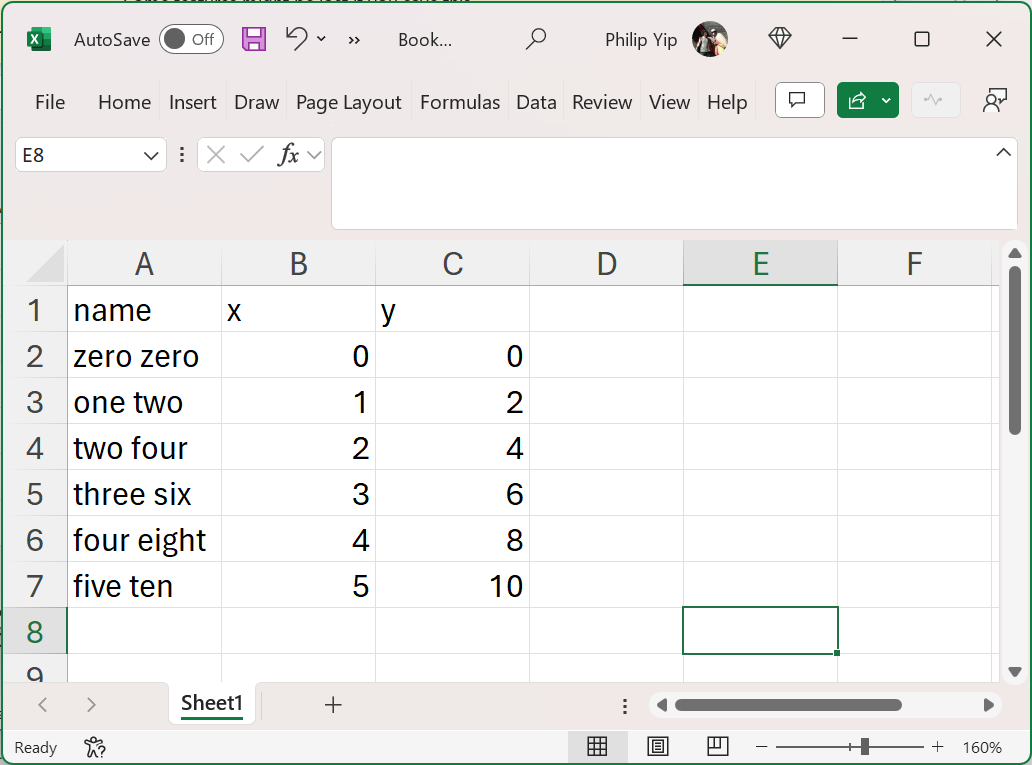 AutoSave Off Book... Philip Yip
File Home Insert Draw Page Layout Formulas Data Review View Help
E8 fx
A B C D E F
1 name x y
2 zero zero 0 0
3 one two 1 2
4 two four 2 4
5 three six 3 6
6 four eight 4 8
7 five ten 5 10
8
9
Sheet1
Ready 160%